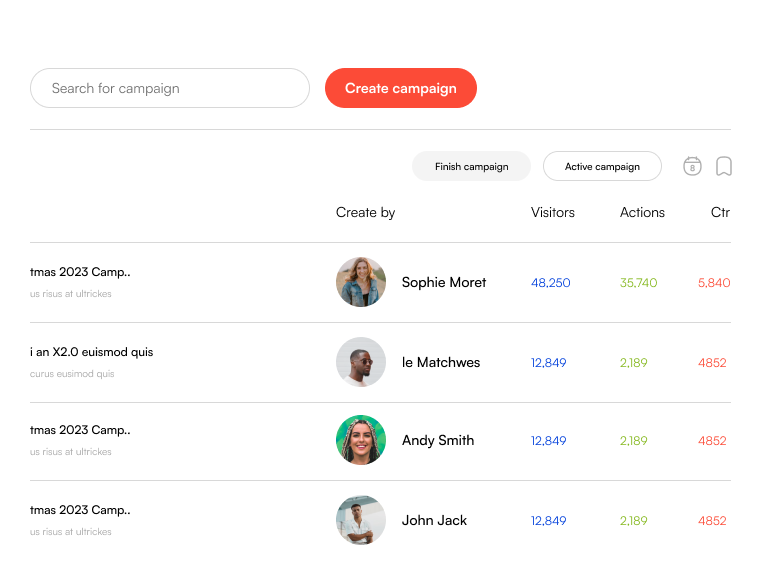 Search for campaign
Create campaign
Finish campaign
Active campaign
8
Create by
Visitors
Actions
Ctr
tmas 2023 Camp..
us risus at ultrickes
Sophie Moret
48,250
35,740
5,840
i an X2.0 euismod quis
curus eusimod quis
le Matchwes
12,849
2,189
4852
tmas 2023 Camp..
us risus at ultrickes
Andy Smith
12,849
2,189
4852
tmas 2023 Camp..
us risus at ultrickes
John Jack
12,849
2,189
4852